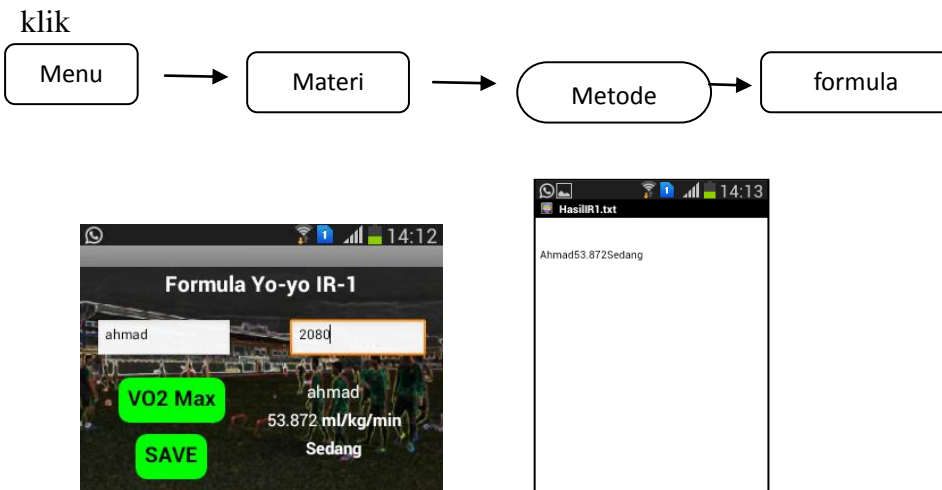 klik
Menu
Materi
Metode
formula
14:12
Formula Yo-yo IR-1
ahmad
2080
VO2 Max
ahmad
53.872 ml/kg/min
Sedang
SAVE
1
14:13
HasilIR1.txt
Ahmad53.872Sedang